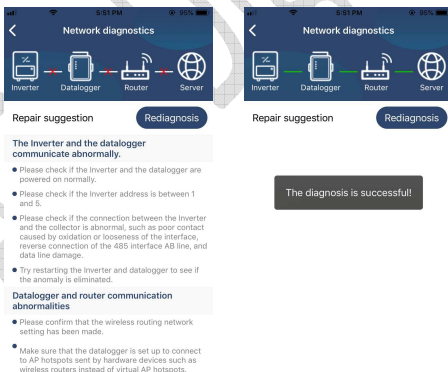 5:51 PM
95%
Network diagnostics
Inverter Datalogger Router Server
Repair suggestion
Rediagnosis
The Inverter and the datalogger
communicate abnormally.
Please check if the Inverter and the datalogger are
powered on normally.
Please check if the Inverter address is between 1
and 5.
Please check if the connection between the Inverter
and the collector is abnormal, such as poor contact
caused by oxidation or looseness of the interface,
reverse connection of the 485 interface AB line, and
data line damage.
Try restarting the Inverter and datalogger to see if
the anomaly is eliminated.
Datalogger and router communication
abnormalities
Please confirm that the wireless routing network
setting has been made.
Make sure that the datalogger is set up to connect
to AP hotspots sent by hardware devices such as
wireless routers instead of virtual AP hotspots.
5:51 PM
95%
Network diagnostics
Inverter Datalogger Router Server
Repair suggestion
Rediagnosis
The diagnosis is successful!